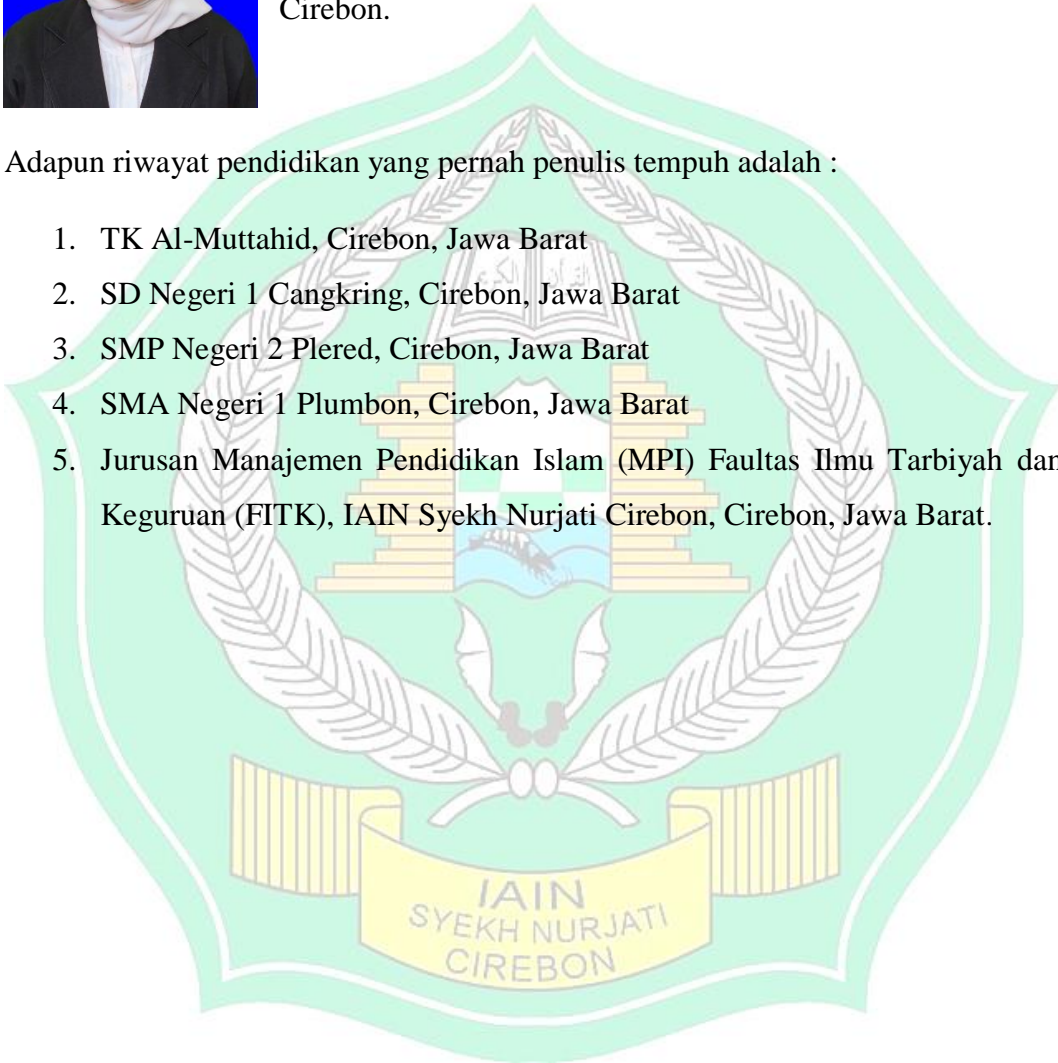 Cirebon.
Adapun riwayat pendidikan yang pernah penulis tempuh adalah :
1. TK Al-Muttahid, Cirebon, Jawa Barat
2. SD Negeri 1 Cangkring, Cirebon, Jawa Barat
3. SMP Negeri 2 Plered, Cirebon, Jawa Barat
4. SMA Negeri 1 Plumbon, Cirebon, Jawa Barat
5. Jurusan Manajemen Pendidikan Islam (MPI) Faultas Ilmu Tarbiyah dan
Keguruan (FITK), IAIN Syekh Nurjati Cirebon, Cirebon, Jawa Barat.
IAIN
SYEKH NURJATI
CIREBON